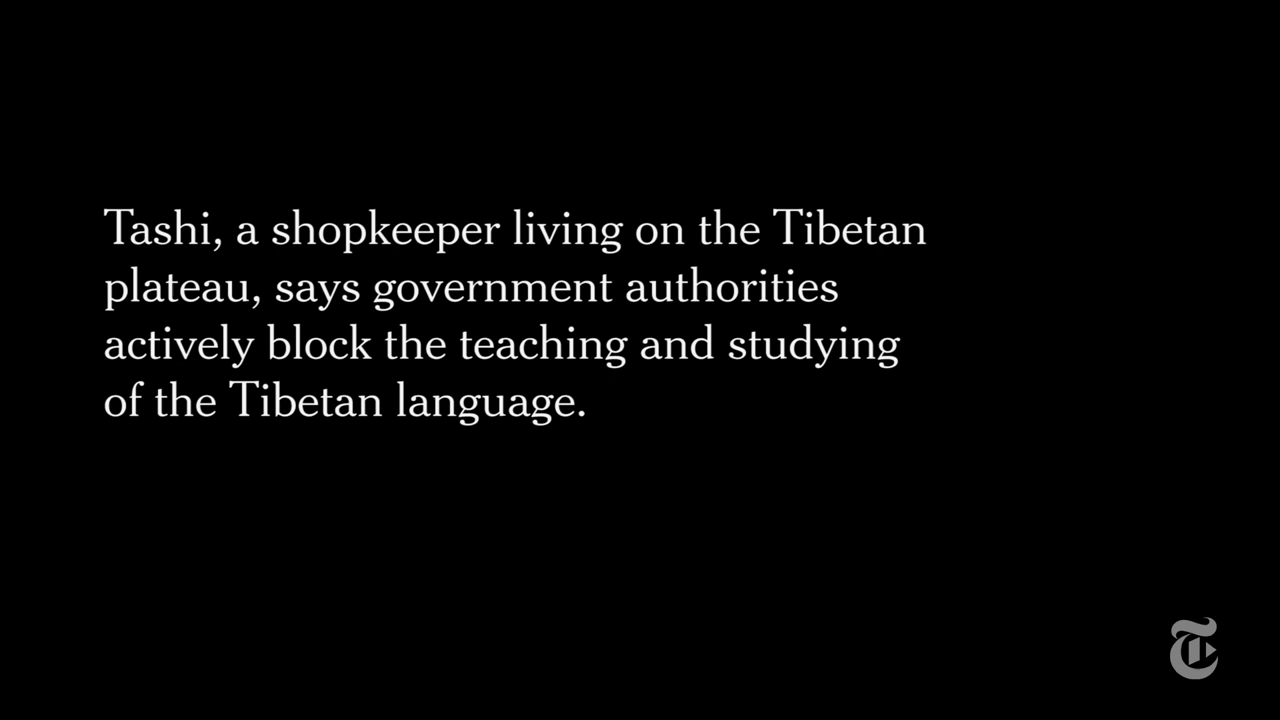 Tashi, a shopkeeper living on the Tibetan
plateau, says government authorities
actively block the teaching and studying
of the Tibetan language.